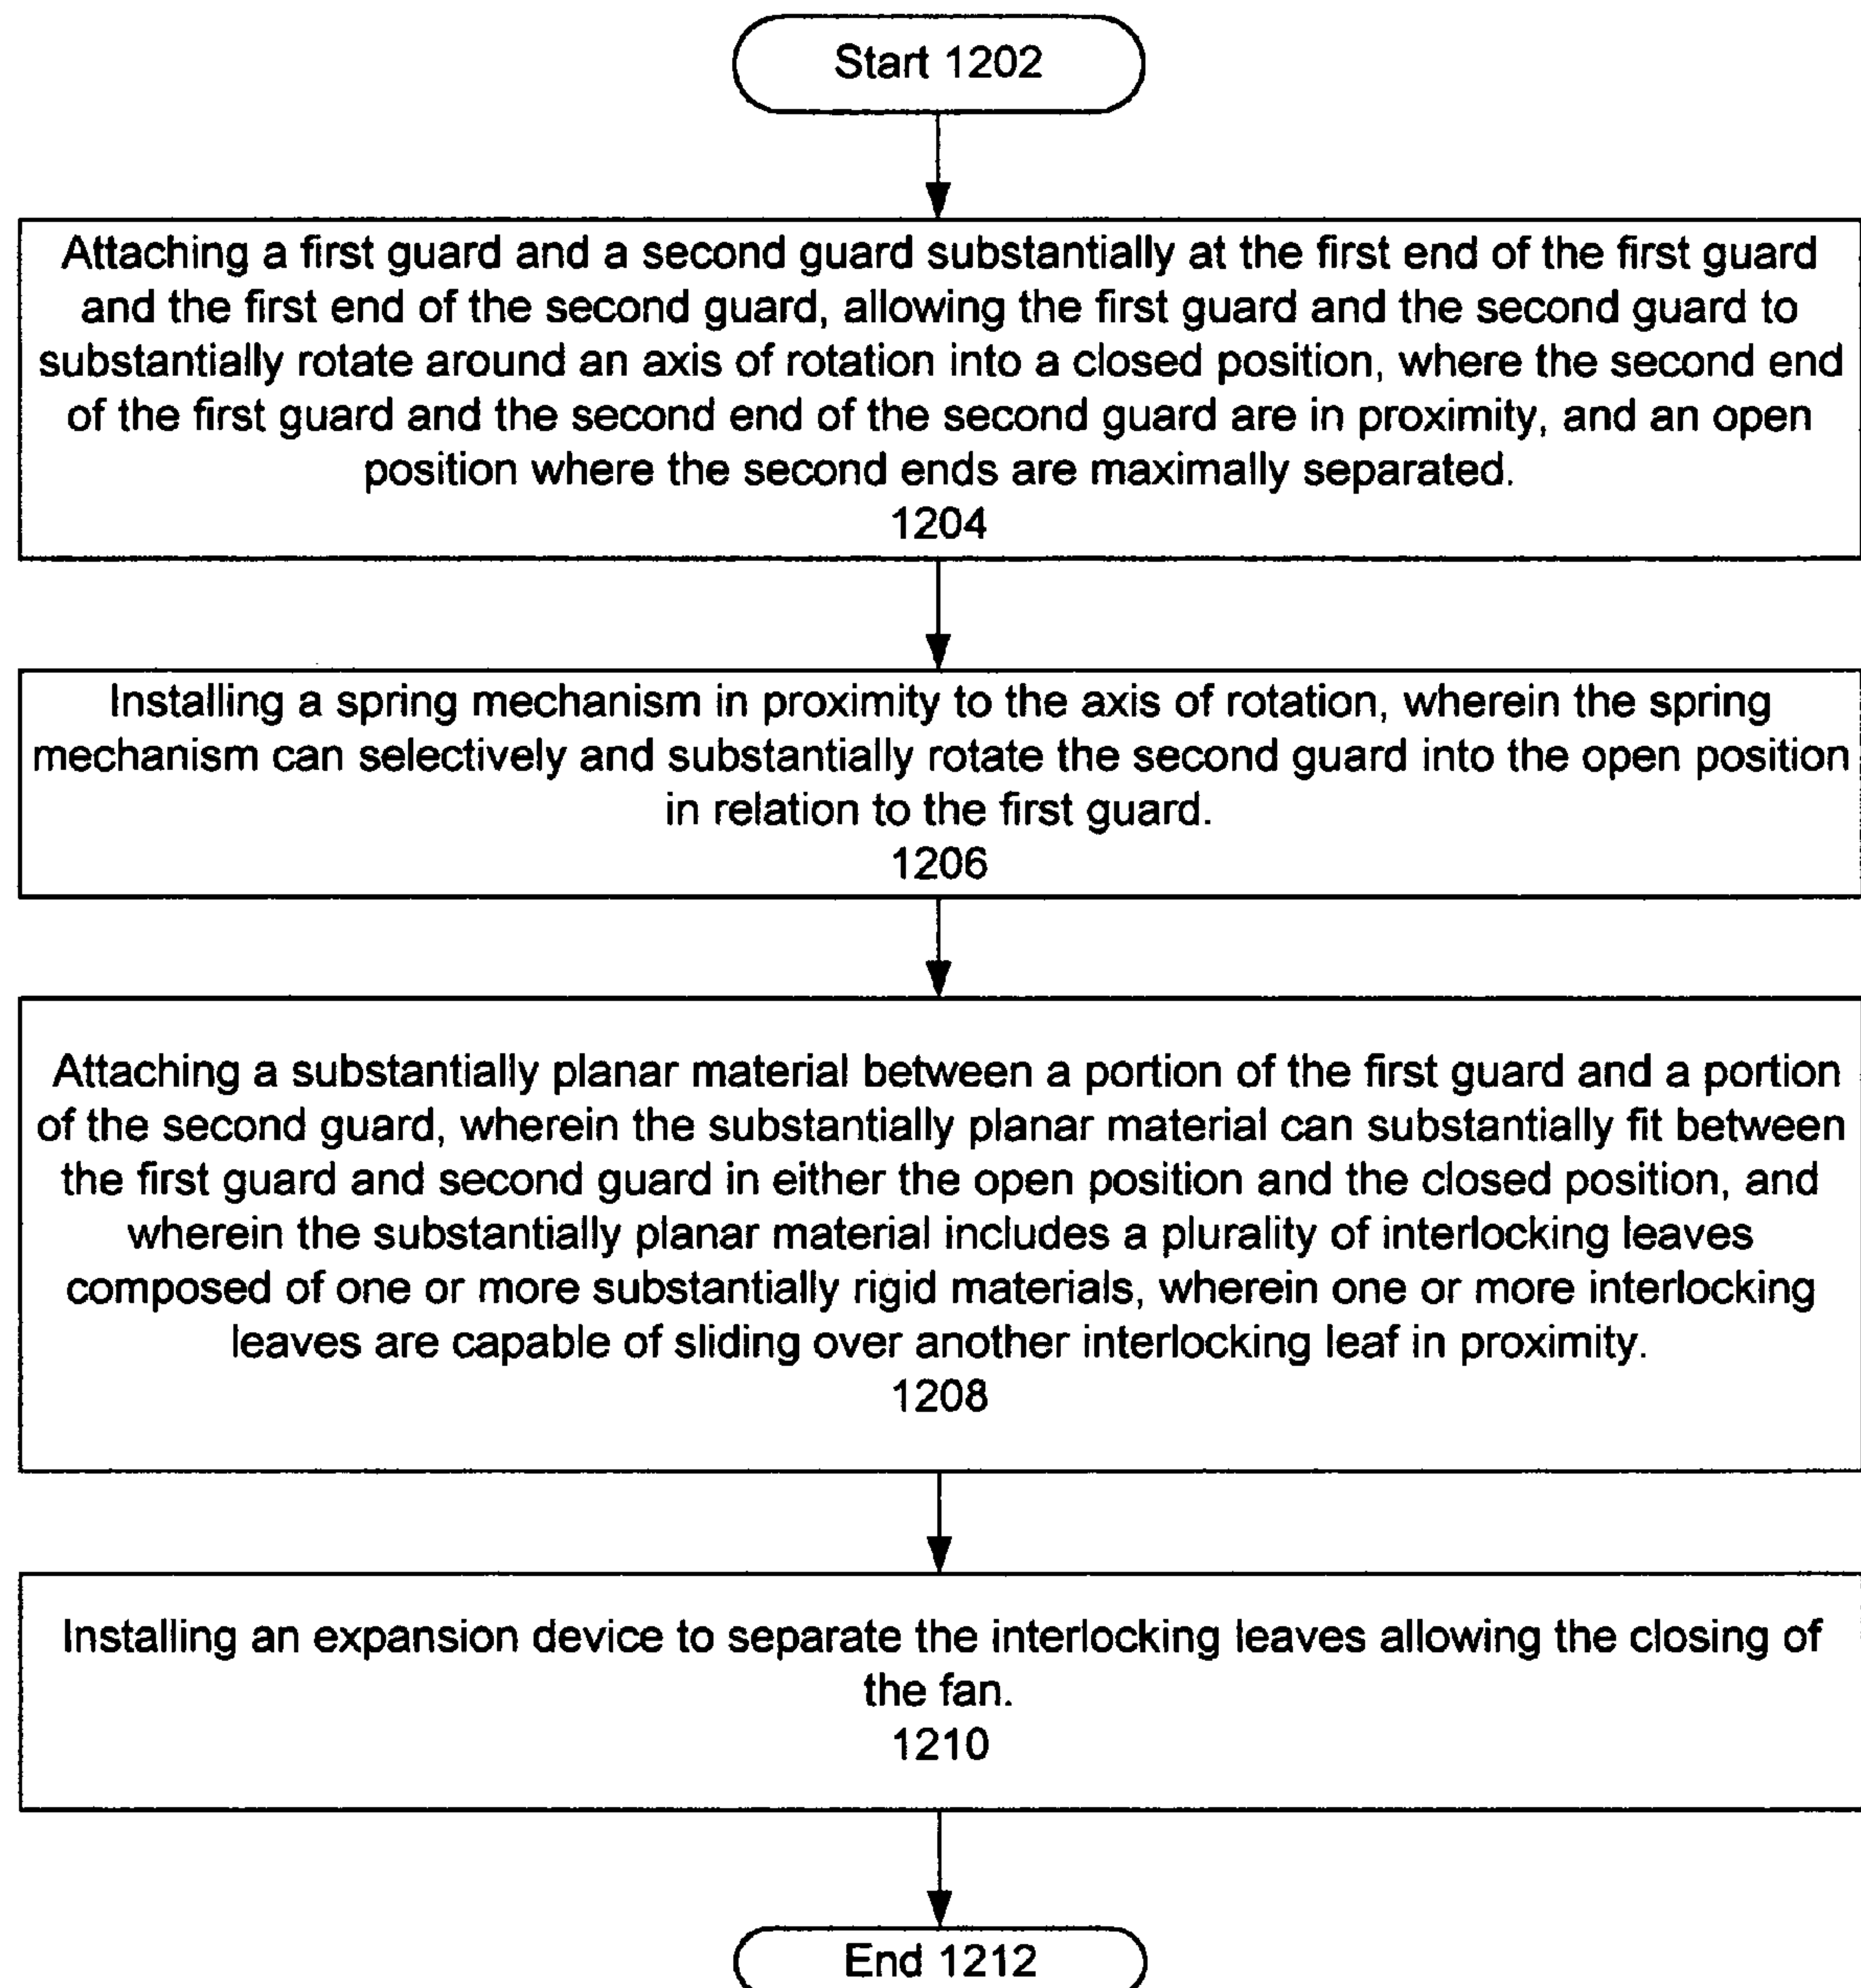 Start 1202
Attaching a first guard and a second guard substantially at the first end of the first guard
and the first end of the second guard, allowing the first guard and the second guard to
substantially rotate around an axis of rotation into a closed position, where the second end
of the first guard and the second end of the second guard are in proximity, and an open
position where the second ends are maximally separated.
1204
Installing a spring mechanism in proximity to the axis of rotation, wherein the spring
mechanism can selectively and substantially rotate the second guard into the open position
in relation to the first guard.
1206
Attaching a substantially planar material between a portion of the first guard and a portion
of the second guard, wherein the substantially planar material can substantially fit between
the first guard and second guard in either the open position and the closed position, and
wherein the substantially planar material includes a plurality of interlocking leaves
composed of one or more substantially rigid materials, wherein one or more interlocking
leaves are capable of sliding over another interlocking leaf in proximity.
1208
Installing an expansion device to separate the interlocking leaves allowing the closing of
the fan.
1210
End 1212